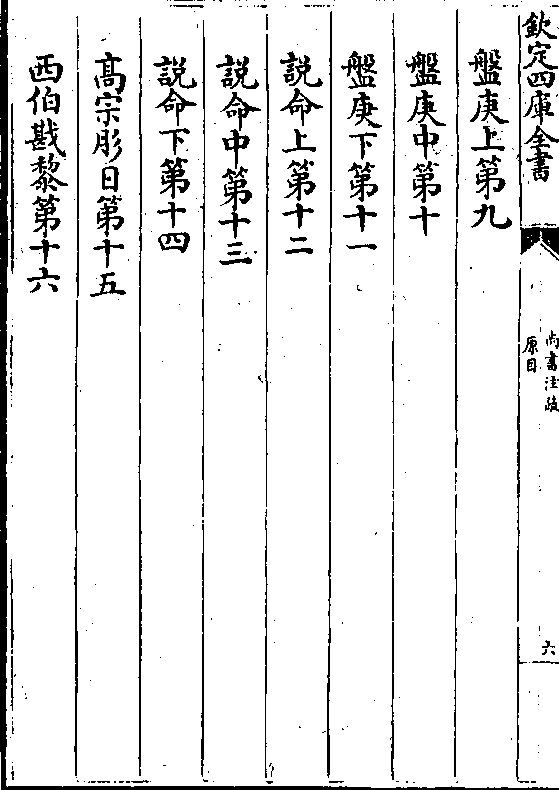 欽定四庫全書
尚書注疏
原目
六
盤庚上第九
盤庚中第十
盤庚下第十一
說命上第十二
說命中第十三
說命下第十四
髙宗肜日第十五
西伯戡黎第十六